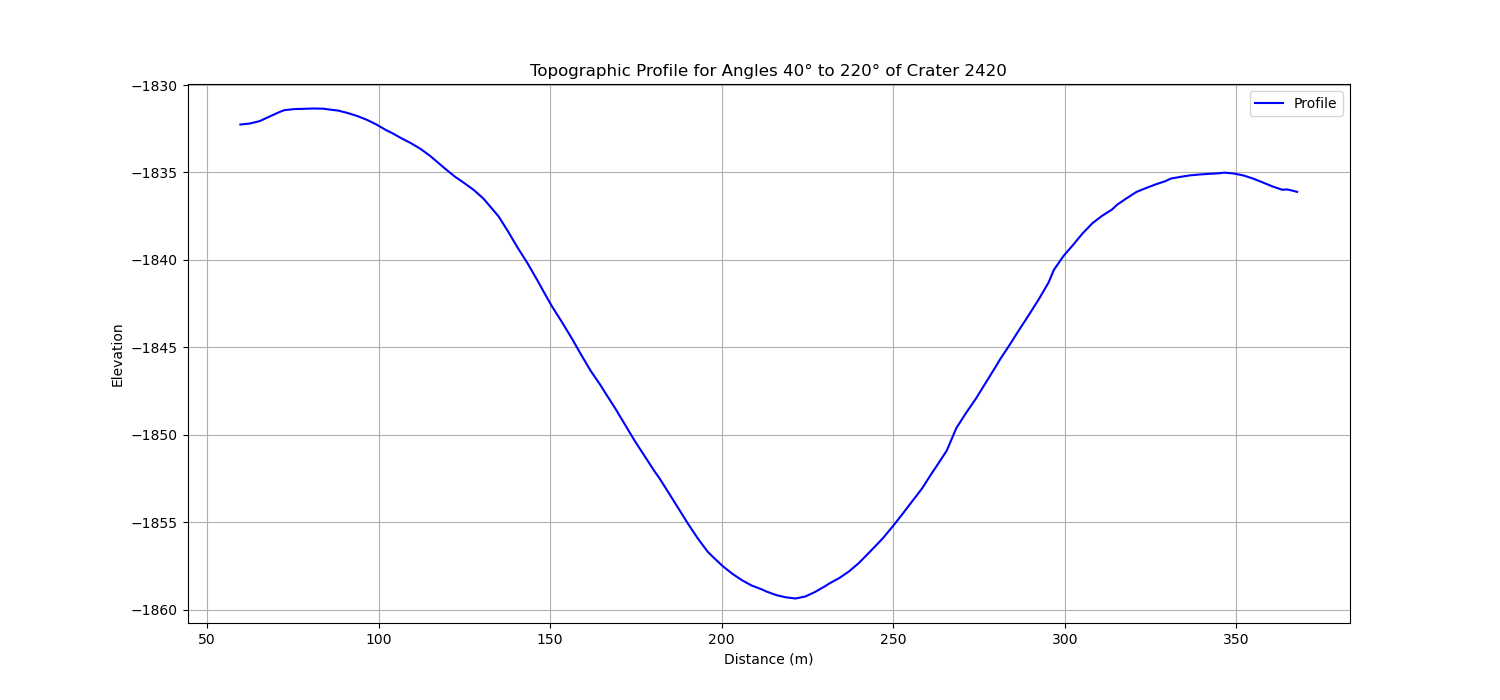 Topographic Profile for Angles 40° to 220° of Crater 2420
Profile
Elevation
−1830
−1835
−1840
−1845
−1850
−1855
−1860
50 100 150 200 250 300 350
Distance (m)